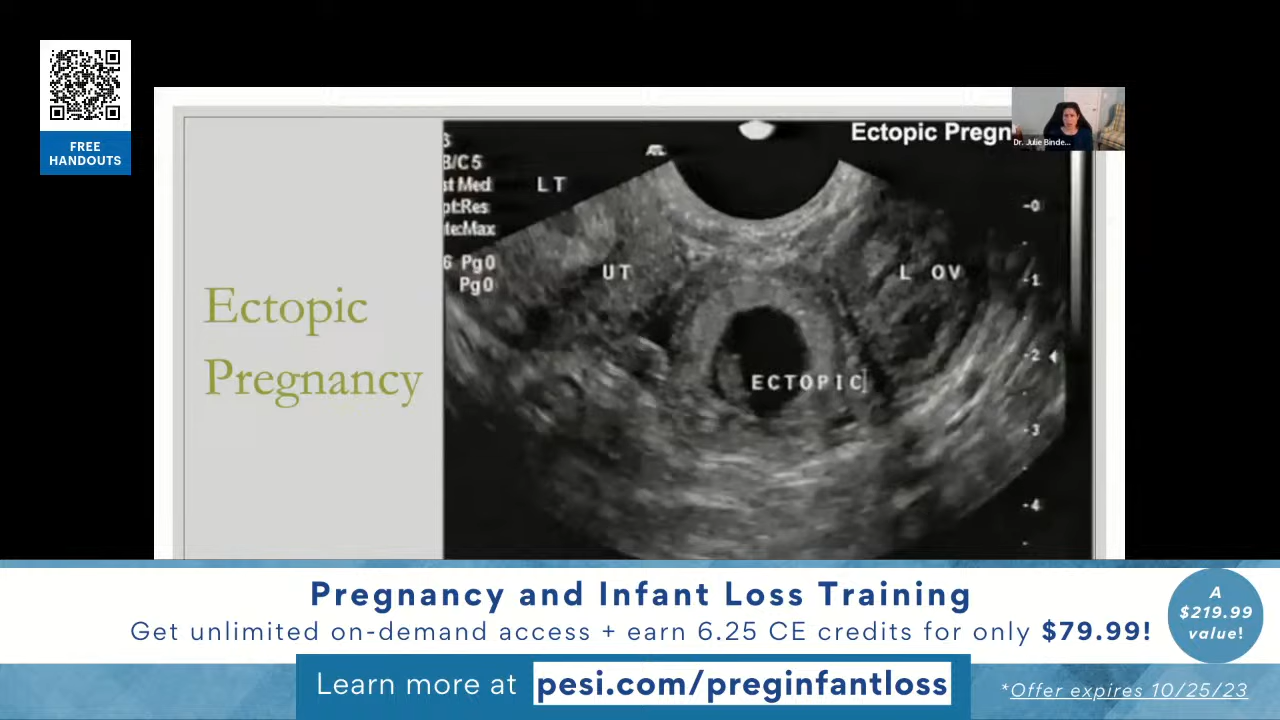 FREE
HANDOUTS
Ectopic
Pregnancy
Ectopic Pregn
Dr. Julie Binde...
3
B/C 5
st Med
pt:Res
te:Max
6 Pg0
Pg0
LT
UT
L OV
ECTOPIC
-0
-1
-2
-3
-4
Pregnancy and Infant Loss Training
Get unlimited on-demand access + earn 6.25 CE credits for only $79.99!
A
$219.99
value!
Learn more at pesi.com/preginfantloss
*Offer expires 10/25/23